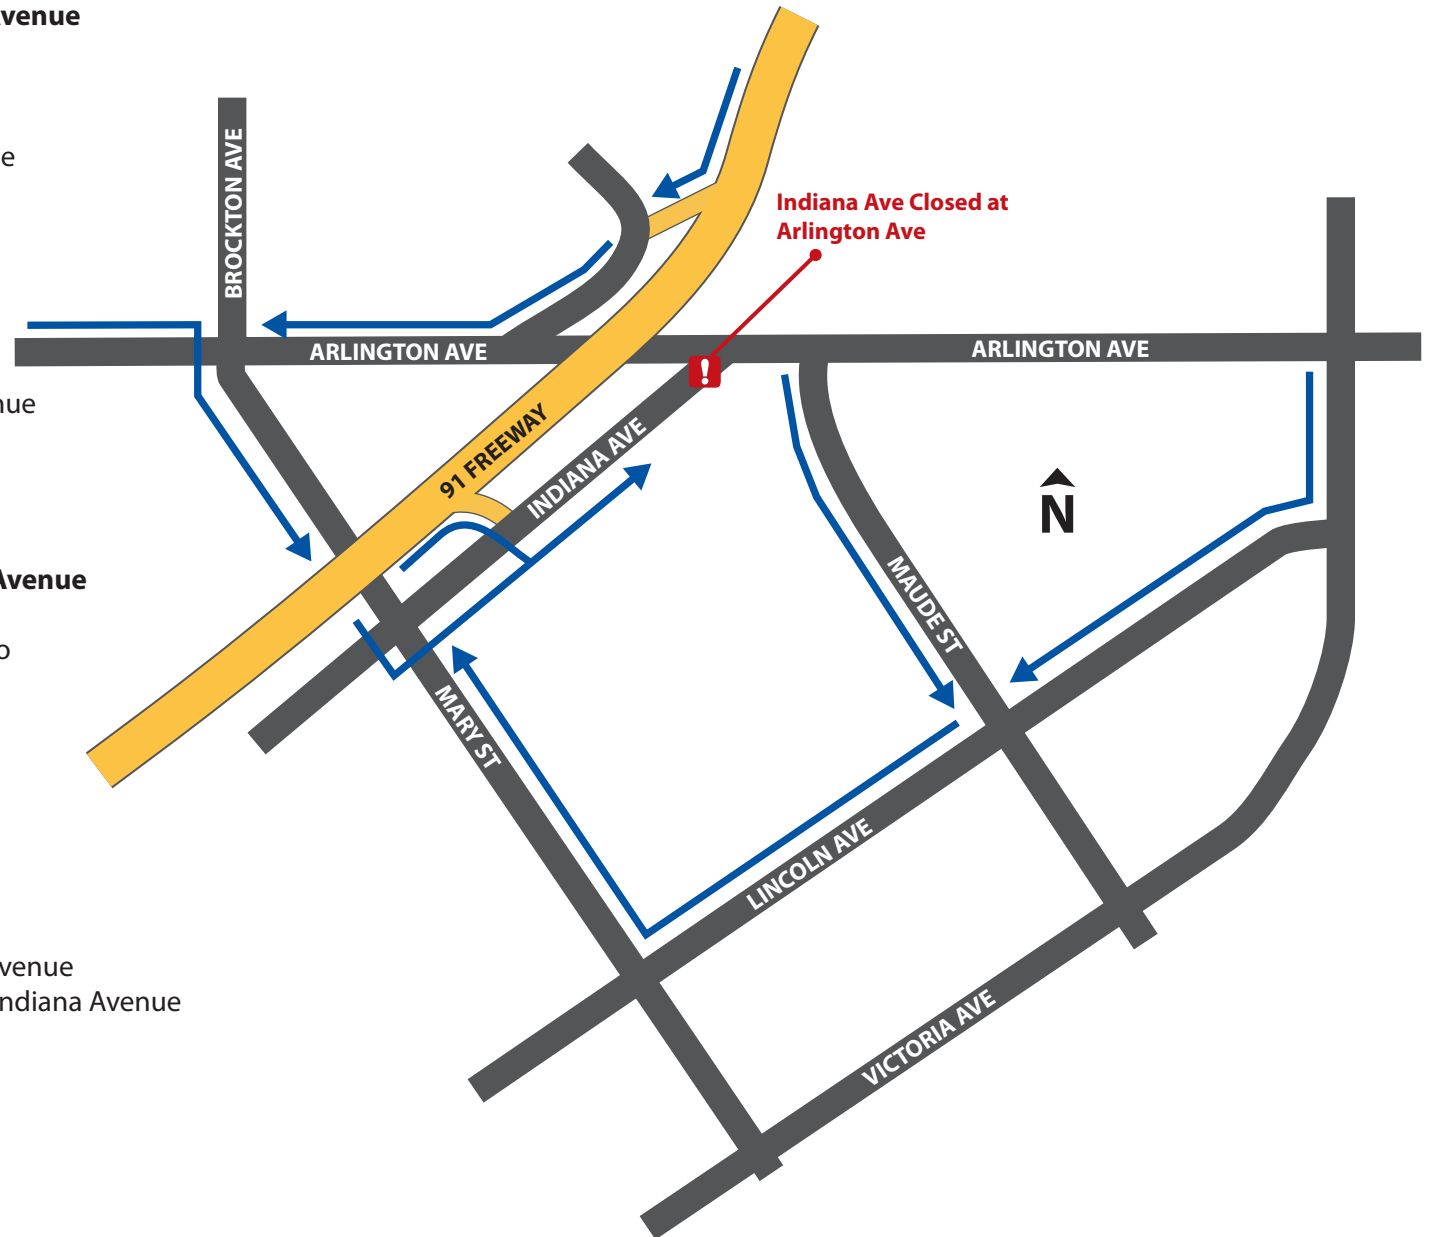 venue
e
nue
Avenue
o
venue
ndiana Avenue
BROCKTON AVE
Indiana Ave Closed at
Arlington Ave
!
ARLINGTON AVE
ARLINGTON AVE
91 FREEWAY
INDIANA AVE
N
MAUDE ST
MARY ST
LINCOLN AVE
VICTORIA AVE